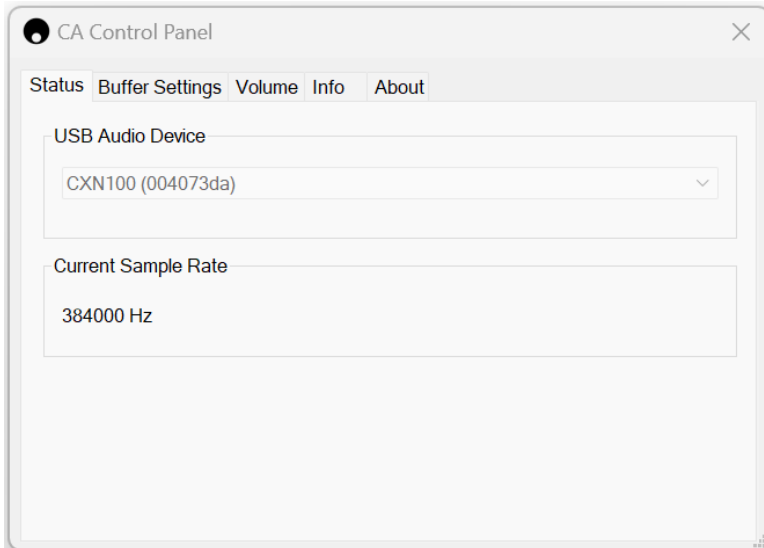 CA Control Panel
Status Buffer Settings Volume Info About
USB Audio Device
CXN100 (004073da)
Current Sample Rate
384000 Hz